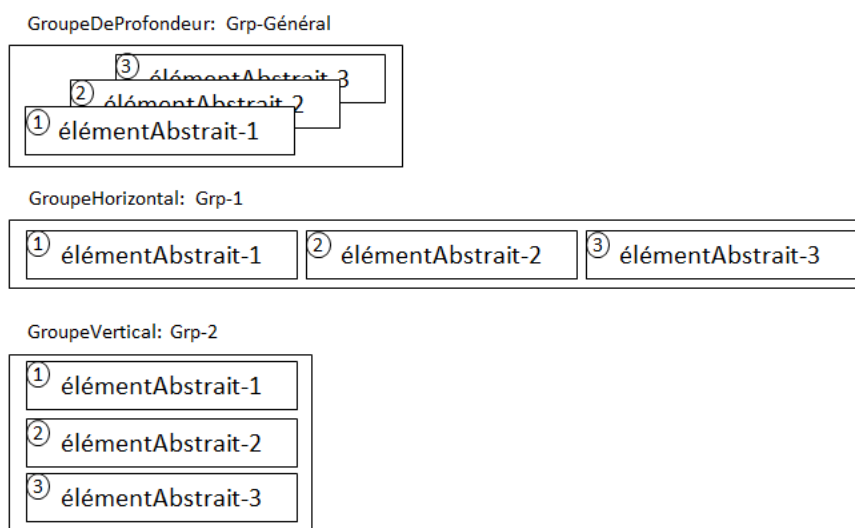 GroupeDeProfondeur: Grp-Général
3 élémentAbstrait-3
2 élémentAbstrait-2
1 élémentAbstrait-1
GroupeHorizontal: Grp-1
1 élémentAbstrait-1 2 élémentAbstrait-2 3 élémentAbstrait-3
GroupeVertical: Grp-2
1 élémentAbstrait-1
2 élémentAbstrait-2
3 élémentAbstrait-3